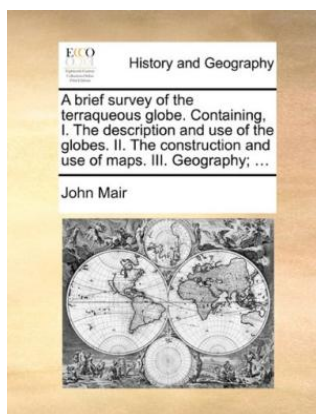 ECCO
History and Geography
A brief survey of the
terraqueous globe. Containing,
I. The description and use of the
globes. II. The construction and
use of maps. III. Geography; ...
John Mair